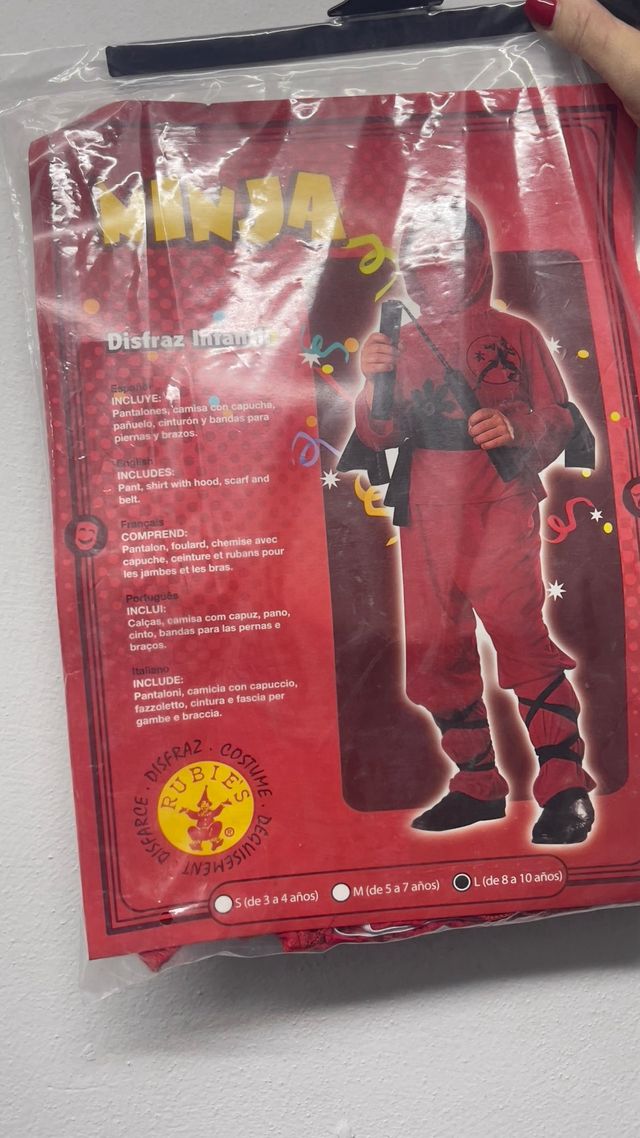 NINJA
Disfraz Infantil
Español
INCLUYE:
Pantalones, camisa con capucha,
pañuelo, cinturón y bandas para
piernas y brazos.
English
INCLUDES:
Pant, shirt with hood, scarf and
belt.
Français
COMPREND:
Pantalon, foulard, chemise avec
capuche, ceinture et rubans pour
les jambes et les bras.
Português
INCLUI:
Calças, camisa com capuz, pano,
cinto, bandas para las pernas e
braços.
Italiano
INCLUDE:
Pantaloni, camicia con capuccio,
fazzoletto, cintura e fascia per
gambe e braccia.
DISFARCE · DISFRAZ · COSTUME · DÉGUISEMENT
RUBIE'S
®
S (de 3 a 4 años) M (de 5 a 7 años) L (de 8 a 10 años)